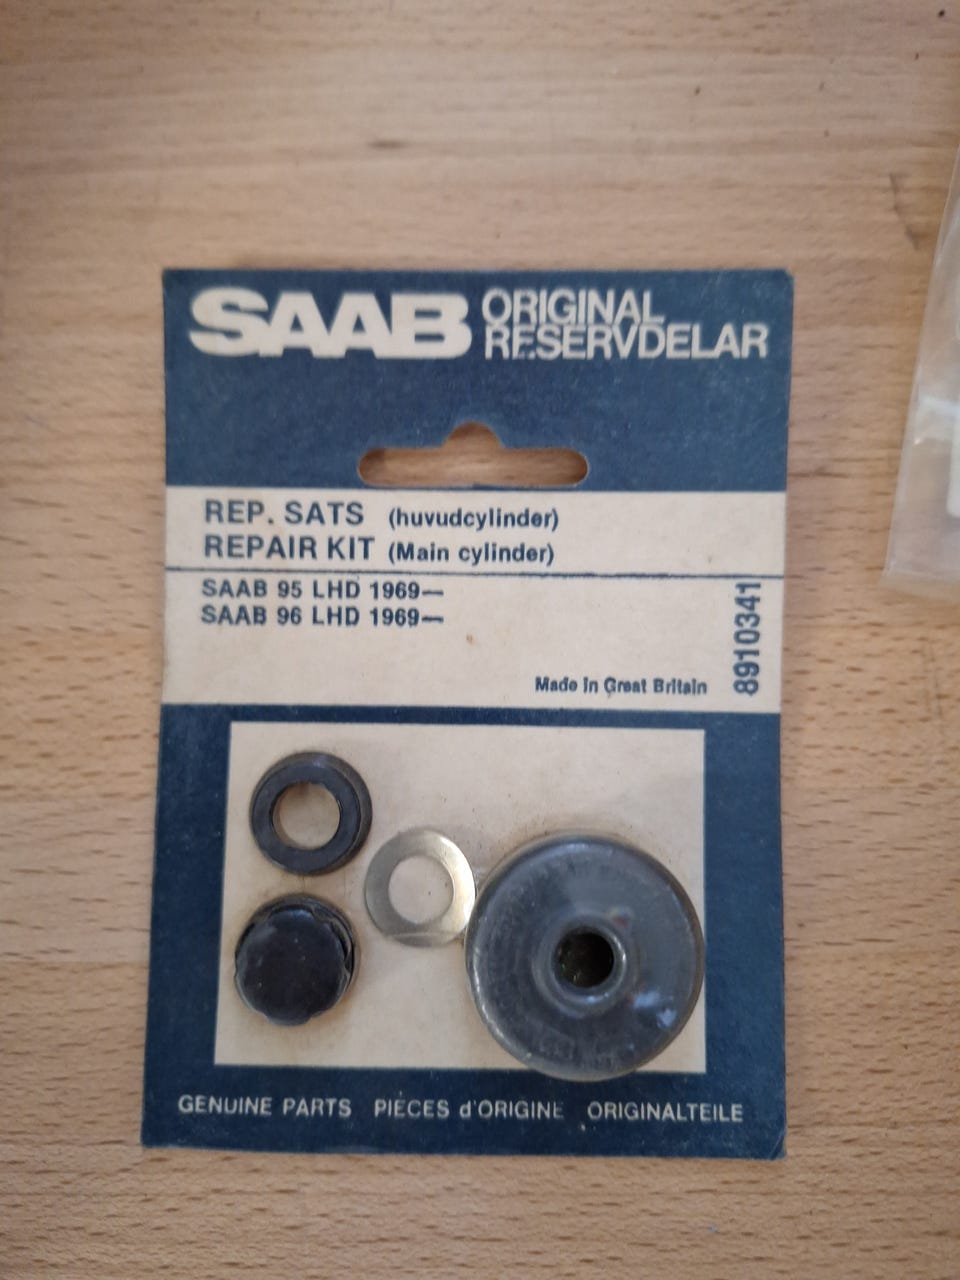 SAAB ORIGINAL RESERVDELAR
REP. SATS (huvudcylinder)
REPAIR KIT (Main cylinder)
SAAB 95 LHD 1969—
SAAB 96 LHD 1969—
8910341
Made in Great Britain
GENUINE PARTS PIÈCES d'ORIGINE ORIGINALTEILE